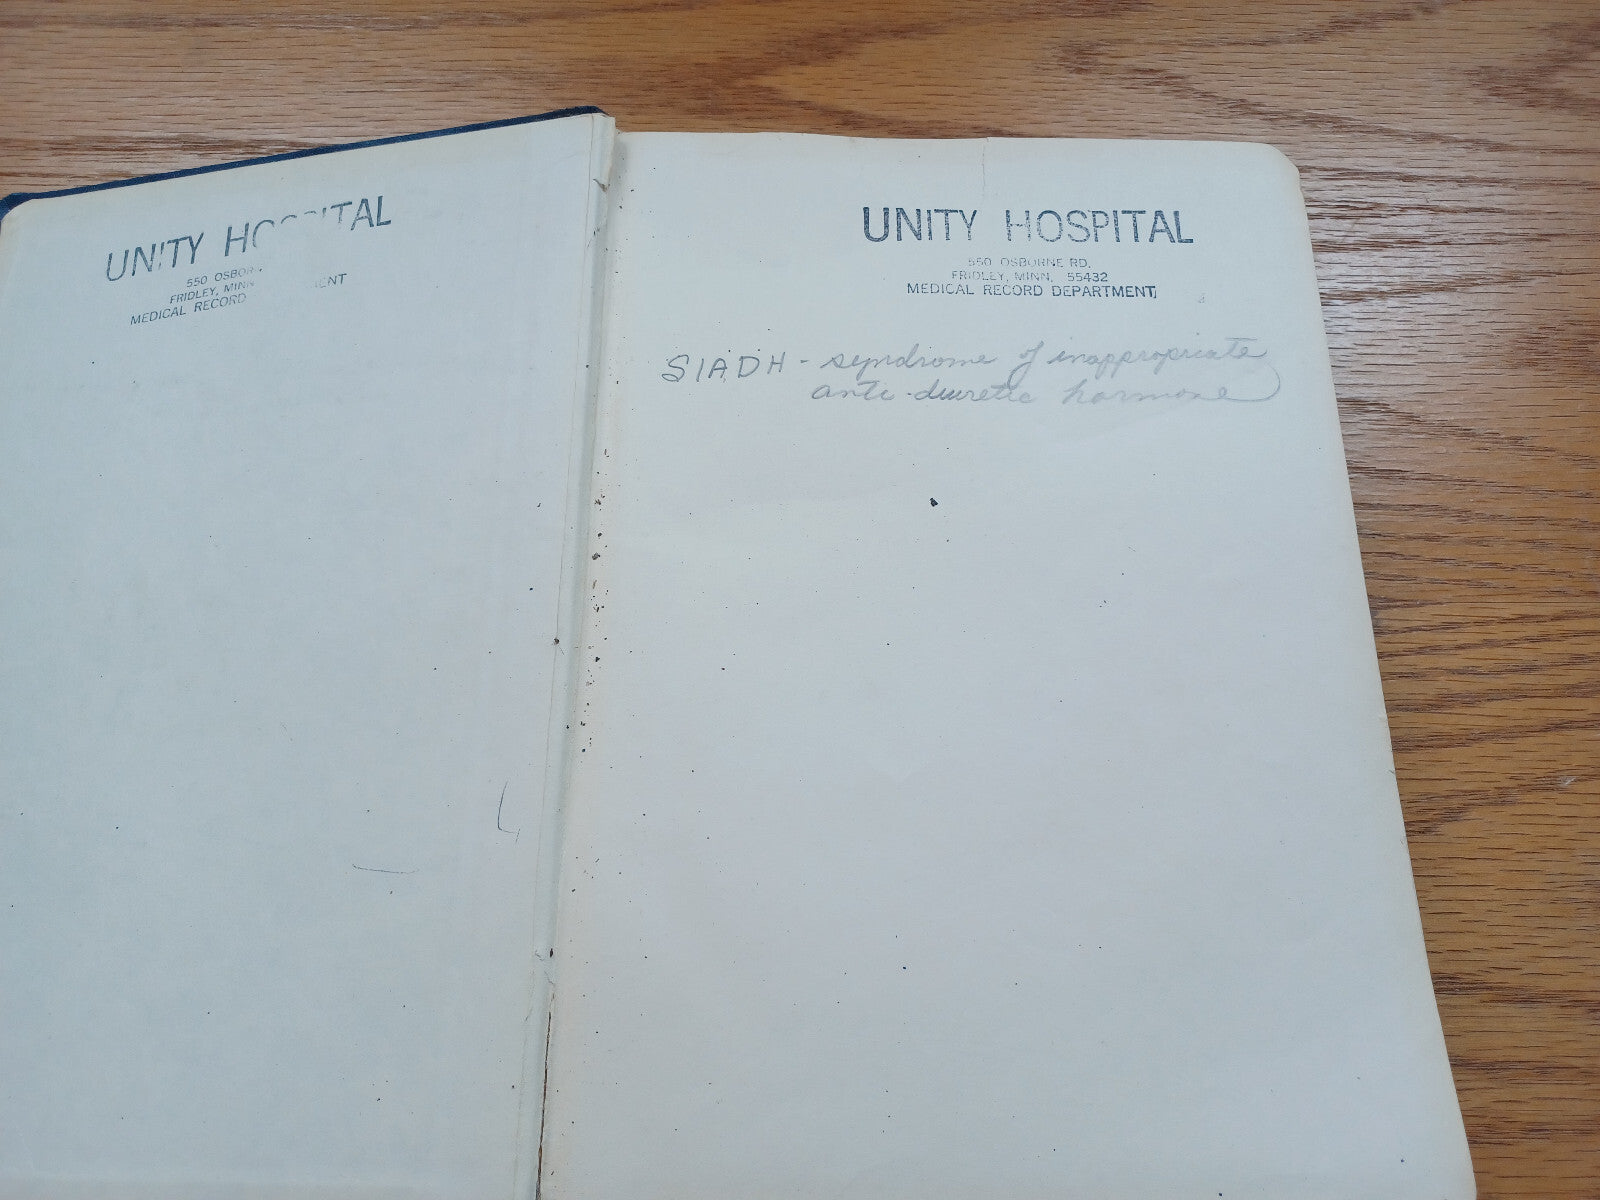 UNITY HOSPITAL
550 OSBOR
FRIDLEY, MINN
MEDICAL RECORD MENT
UNITY HOSPITAL
550 OSBORNE RD.
FRIDLEY, MINN. 55432
MEDICAL RECORD DEPARTMENT
SIADH - syndrome of inappropriate
anti-diuretic hormone